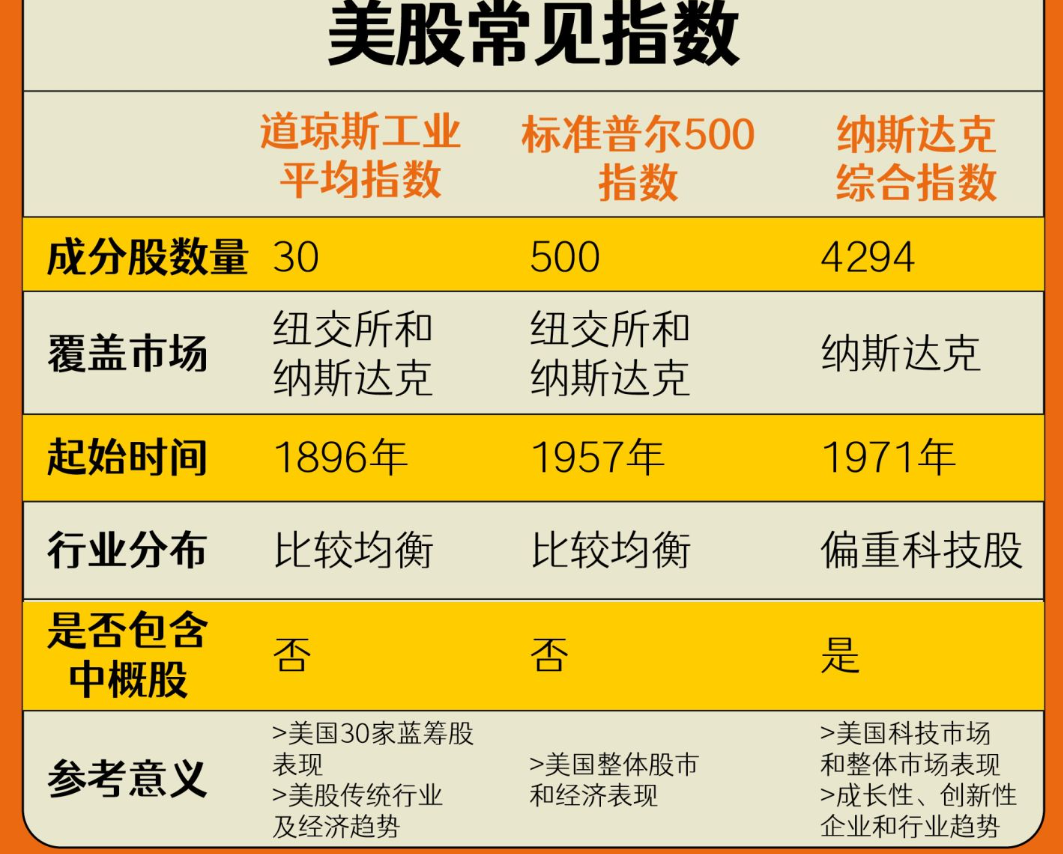 美股常见指数
道琼斯工业
平均指数
标准普尔500
指数
纳斯达克
综合指数
成分股数量
30
500
4294
覆盖市场
纽交所和
纳斯达克
纽交所和
纳斯达克
纳斯达克
起始时间
1896年
1957年
1971年
行业分布
比较均衡
比较均衡
偏重科技股
是否包含
中概股
否
否
是
参考意义
>美国30家蓝筹股
表现
>美股传统行业
及经济趋势
>美国整体股市
和经济表现
>美国科技市场
和整体市场表现
>成长性、创新性
企业和行业趋势